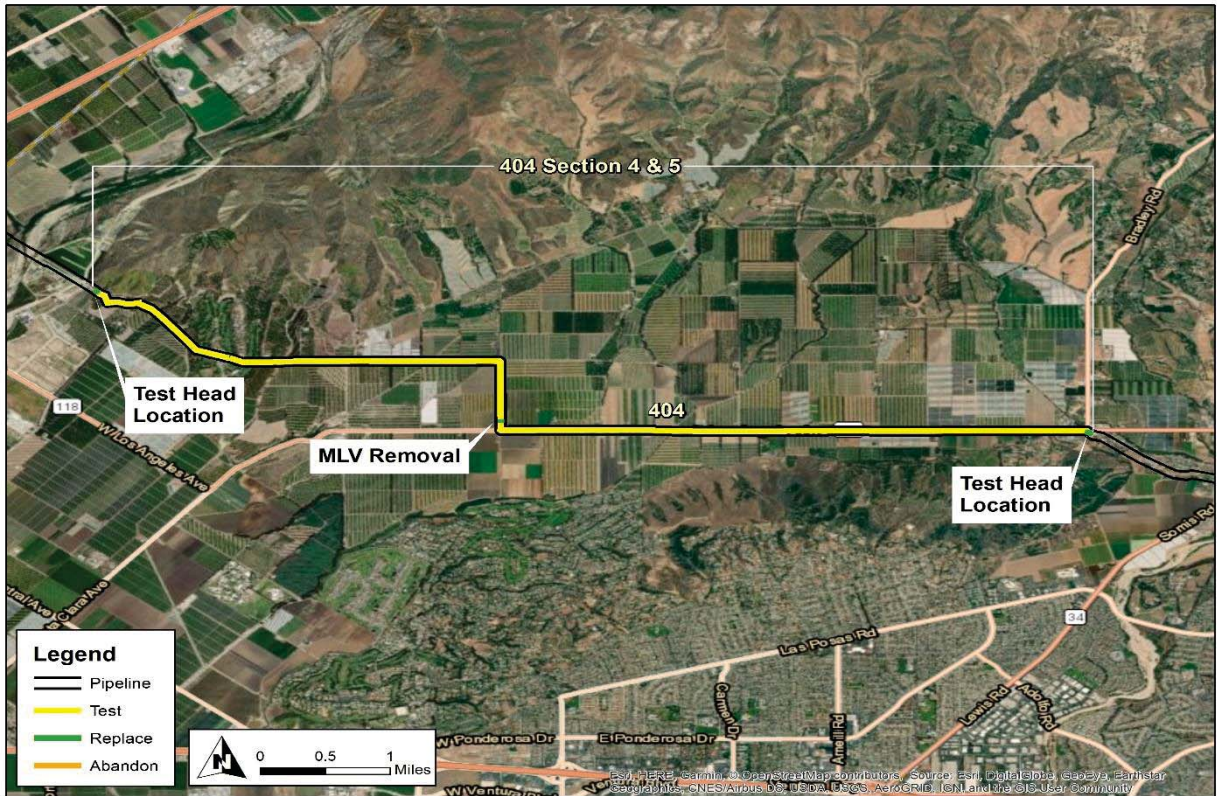 404 Section 4 & 5
Bradley Rd
Test Head
Location
118
W Los Angeles Ave
404
MLV Removal
Test Head
Location
Somis Rd
34
Las Posas Rd
Clara Ave
Carmen Dr
Arneill Rd
Lewis Rd
Adolfo Rd
W Ponderosa Dr
E Ponderosa Dr
Legend
Pipeline
Test
Replace
Abandon
N
0 0.5 1
Miles
Esri, HERE, Garmin, © OpenStreetMap contributors, Source: Esri, DigitalGlobe, GeoEye, Earthstar
Geographics, CNES/Airbus DS, USDA, USGS, AeroGRID, IGN, and the GIS User Community